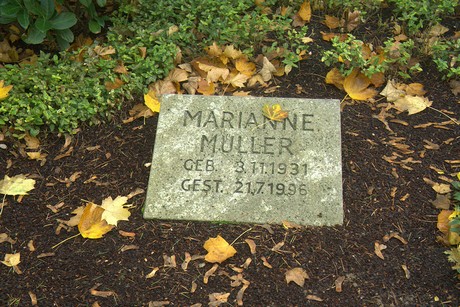 MARIANNE
MÜLLER
GEB. 3.11.1931
GEST. 21.7.1996